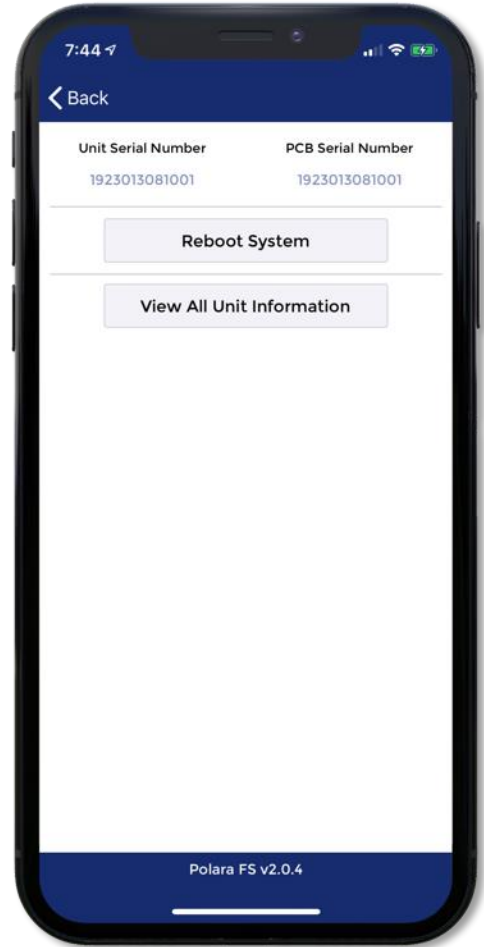 7:44
Back
Unit Serial Number PCB Serial Number
1923013081001 1923013081001
Reboot System
View All Unit Information
Polara FS v2.0.4